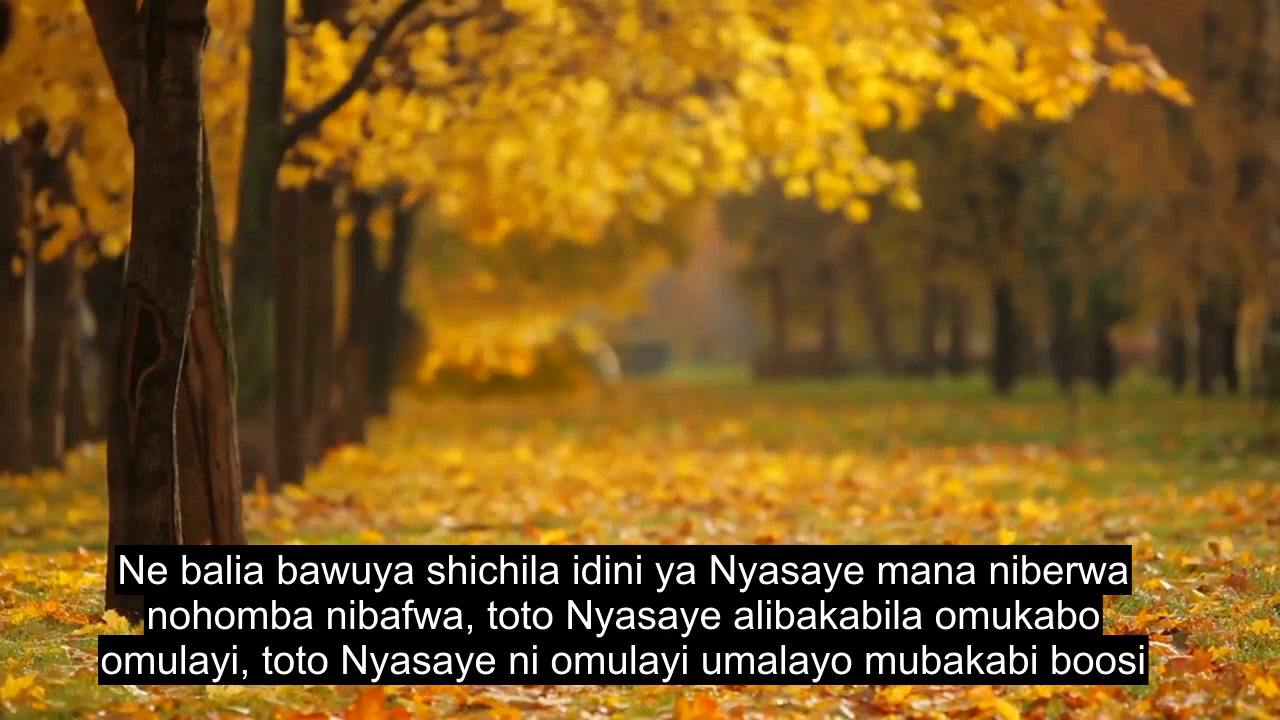 Ne balia bawuya shichila idini ya Nyasaye mana niberwa
nohomba nibafwa, toto Nyasaye alibakabila omukabo
omulayi, toto Nyasaye ni omulayi umalayo mubakabi boosi